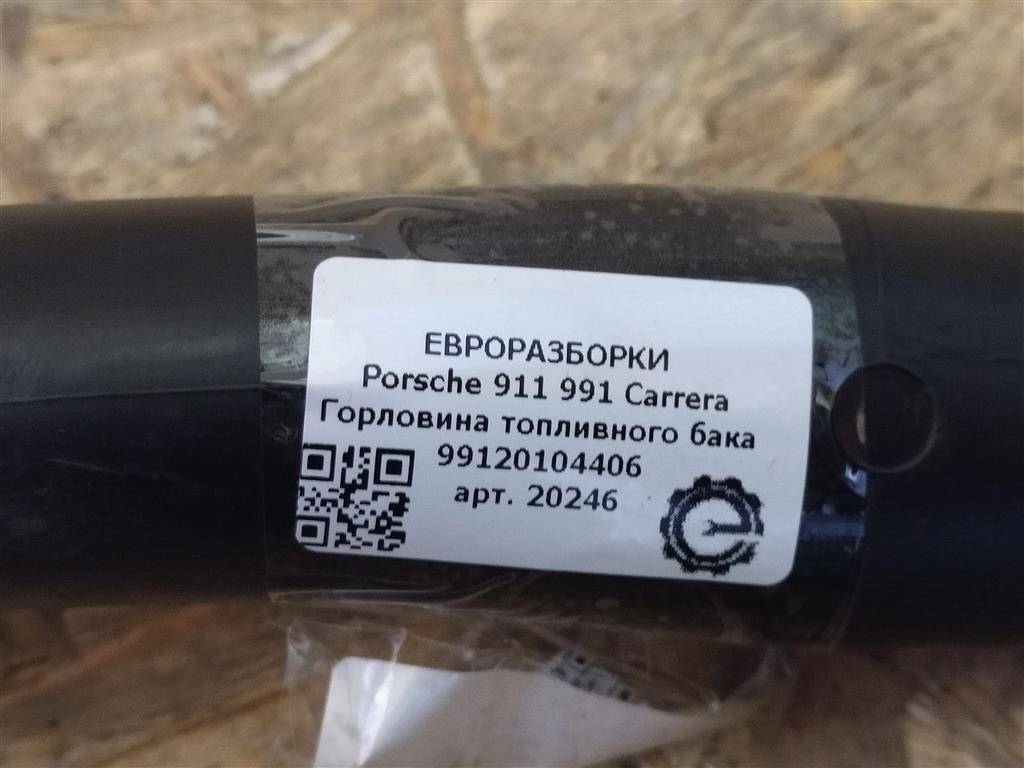 ЕВРОРАЗБОРКИ
Porsche 911 991 Carrera
Горловина топливного бака
99120104406
арт. 20246